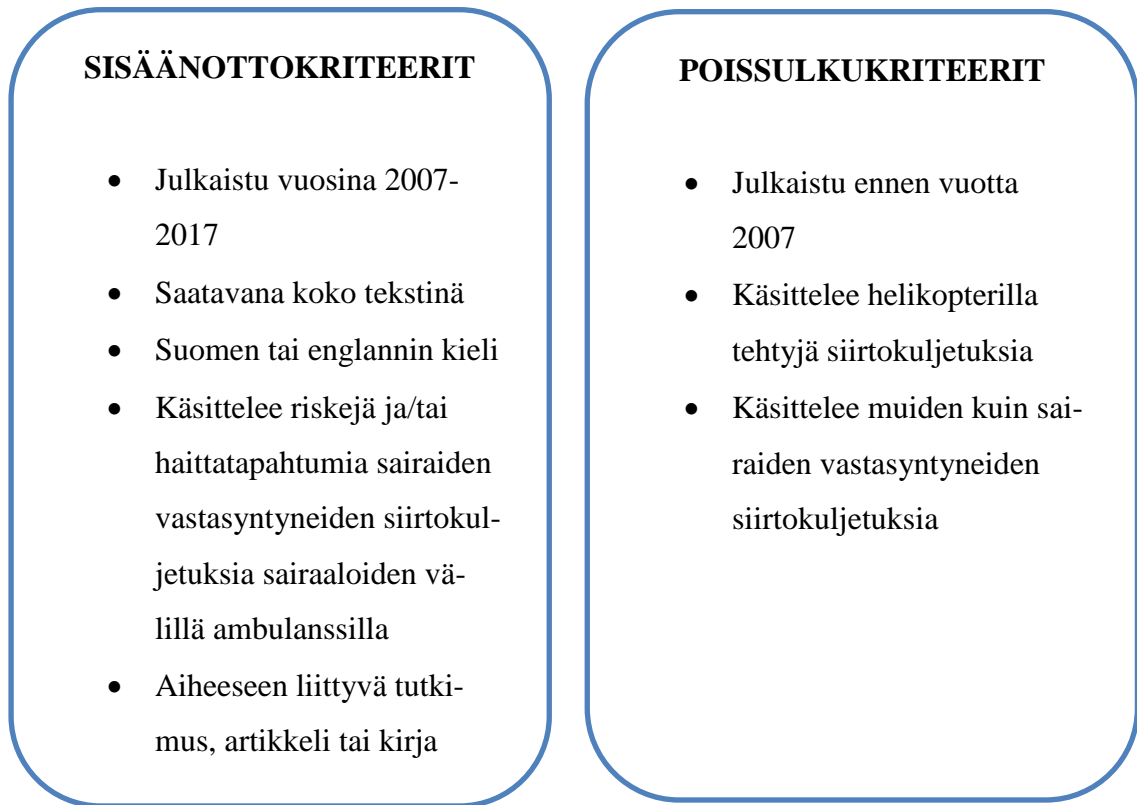 SISÄÄNOTTOKRITEERIT
• Julkaistu vuosina 2007-
2017
• Saatavana koko tekstinä
• Suomen tai englannin kieli
• Käsittelee riskejä ja/tai
haittatapahtumia sairaiden
vastasyntyneiden siirtokul-
jetuksia sairaaloiden vä-
lillä ambulanssilla
• Aiheeseen liittyvä tutki-
mus, artikkeli tai kirja
POISSULKUKRITEERIT
• Julkaistu ennen vuotta
2007
• Käsittelee helikopterilla
tehtyjä siirtokuljetuksia
• Käsittelee muiden kuin sai-
raiden vastasyntyneiden
siirtokuljetuksia